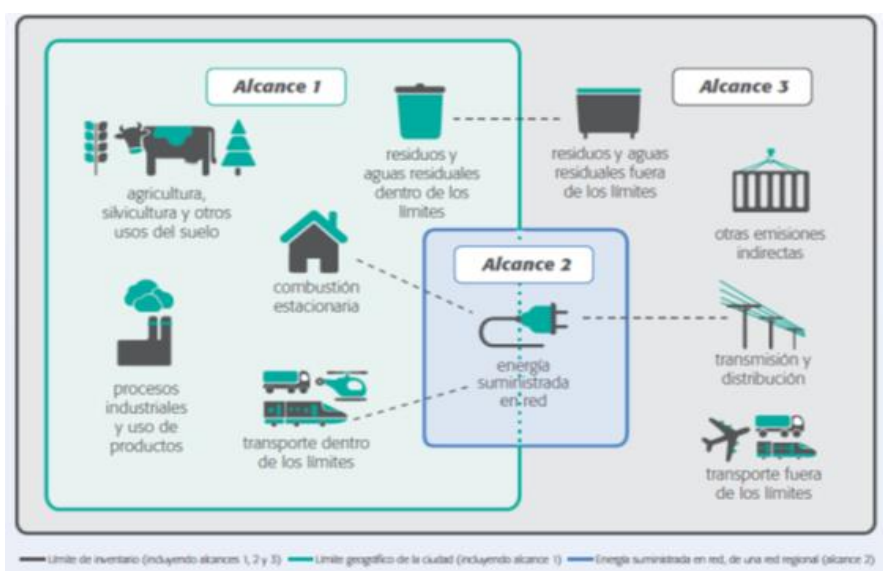 Alcance 1
Alcance 3
residuos y
aguas residuales
dentro de los
límites
residuos y aguas
residuales fuera
de los límites
agricultura,
silvicultura y otros
usos del suelo
otras emisiones
indirectas
Alcance 2
combustión
estacionaria
energía
suministrada
en red
transmisión y
distribución
procesos
industriales
y uso de
productos
transporte dentro
de los límites
transporte fuera
de los límites
Límite de inventario (incluyendo alcances 1, 2 y 3) Límite geográfico de la ciudad (incluyendo alcance 1) Energía suministrada en red, de una red regional (alcance 2)